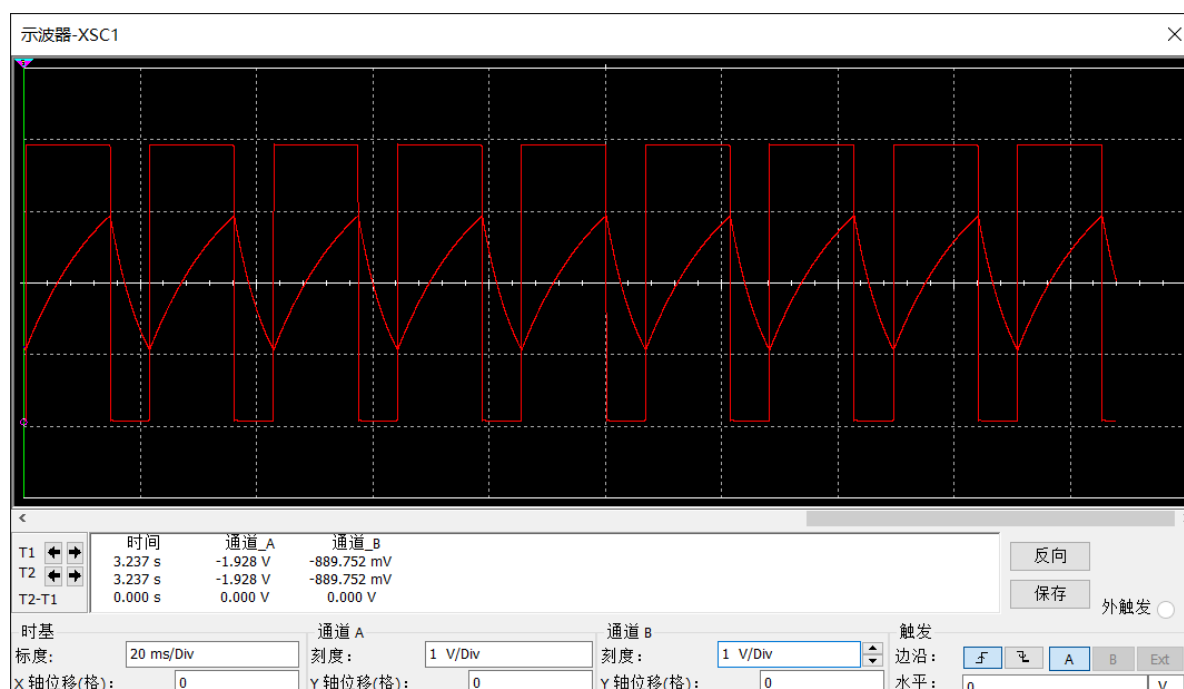 示波器-XSC1
时间 通道_A 通道_B
T1 3.237 s -1.928 V -889.752 mV
T2 3.237 s -1.928 V -889.752 mV
T2-T1 0.000 s 0.000 V 0.000 V
反向
保存
外触发
时基 通道 A 通道 B 触发
标度: 20 ms/Div 刻度: 1 V/Div 刻度: 1 V/Div 边沿: A B Ext
X 轴位移(格): 0 Y 轴位移(格): 0 Y 轴位移(格): 0 水平: 0 V